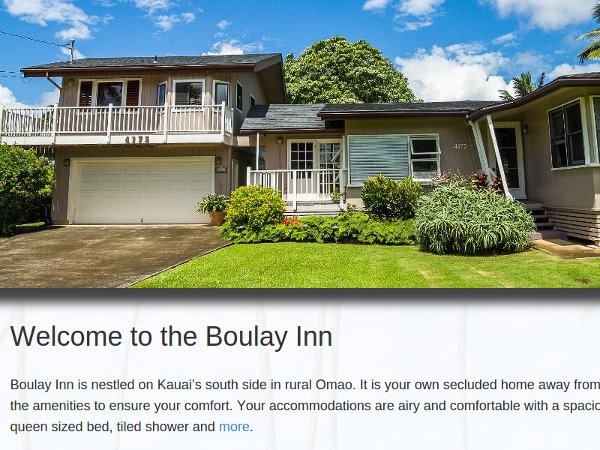 4173
4173
Welcome to the Boulay Inn
Boulay Inn is nestled on Kauai's south side in rural Omao. It is your own secluded home away from
the amenities to ensure your comfort. Your accommodations are airy and comfortable with a spacio
queen sized bed, tiled shower and more.